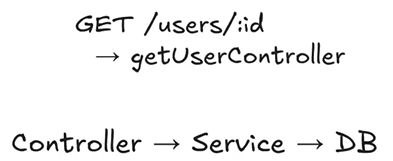 GET /users/:id
→ getUserController
Controller → Service → DB